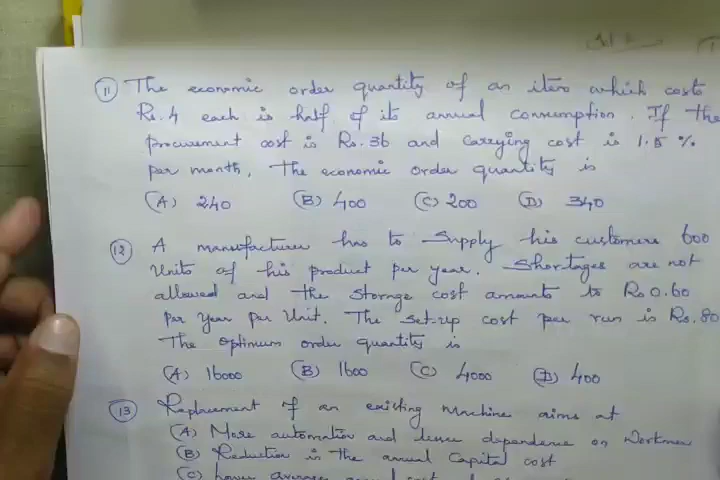 11) The economic order quantity of an item which costs
Rs. 4 each is half of its annual consumption. If the
procurement cost is Rs. 36 and carrying cost is 1.5 %
per month, The economic order quantity is
(A) 240 (B) 400 (C) 200 (D) 340
12) A manufacturer has to Supply his customers 600
Units of his product per year. Shortages are not
allowed and the storage cost amounts to Rs 0.60
per year per Unit. The set-up cost per run is Rs. 80
The optimum order quantity is
(A) 16000 (B) 1600 (C) 4000 (D) 400
13) Replacement of an existing machine aims at
(A) More automation and lesser dependence on workmen
(B) Reduction in the annual Capital cost
(C) Lower average annual cost